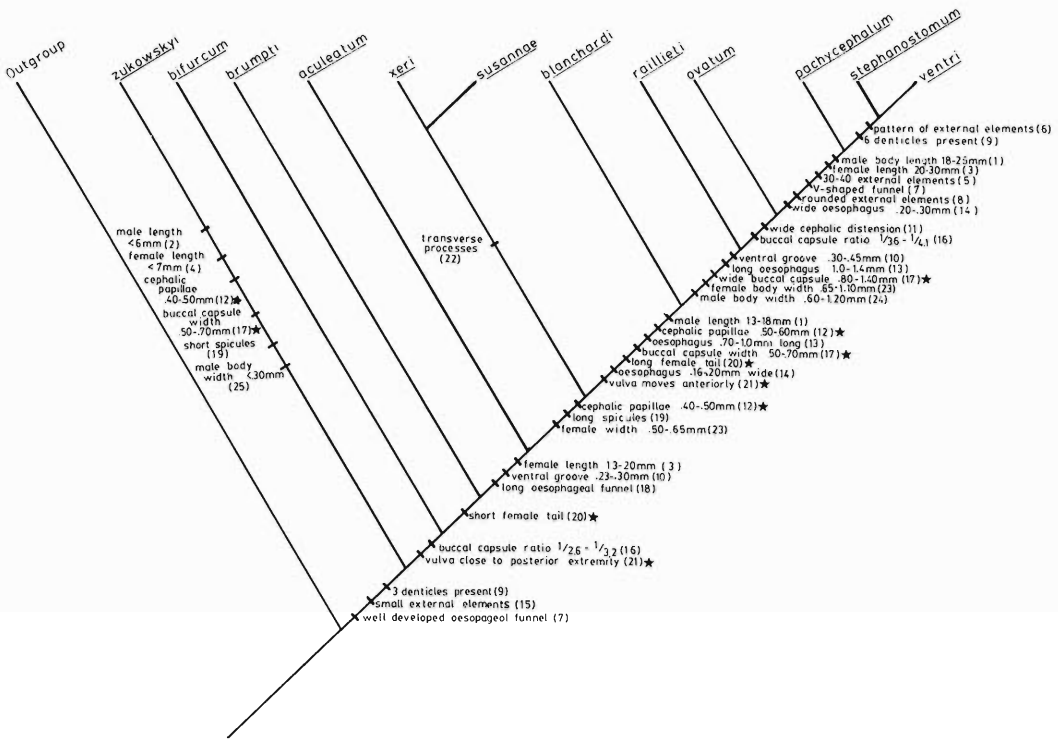 Outgroup
zukowskyi
bifurcum
brumpti
aculeatum
xeri
susannae
blanchardi
raillieti
ovatum
pachycephalum
stephanostomum
ventri
pattern of external elements (6)
6 denticles present (9)
male body length 18-25mm (1)
female length 20-30mm (3)
30-40 external elements (5)
V-shaped funnel (7)
rounded external elements (8)
wide oesophagus .20-.30mm (14)
wide cephalic distension (11)
buccal capsule ratio 1/36 - 1/4.1 (16)
ventral groove .30-.45mm (10)
long oesophagus 1.0-1.4mm (13)
wide buccal capsule .80-1.40mm (17)★
female body width .65-1.10mm (23)
male body width .60-1.20mm (24)
male length 13-18mm (1)
cephalic papillae .50-.60mm (12)★
oesophagus .70-1.0mm long (13)
buccal capsule width .50-.70mm (17)★
long female tail (20)★
oesophagus .16-.20mm wide (14)
vulva moves anteriorly (21)★
cephalic papillae .40-.50mm (12)★
long spicules (19)
female width .50-.65mm (23)
female length 13-20mm (3)
ventral groove .23-.30mm (10)
long oesophageal funnel (18)
short female tail (20)★
buccal capsule ratio 1/2.6 - 1/3.2 (16)
vulva close to posterior extremity (21)★
3 denticles present (9)
small external elements (15)
well developed oesopageol funnel (7)
male length
<6mm (2)
female length
<7mm (4)
cephalic
papillae
.40-.50mm (12)★
buccal capsule
width
.50-.70mm (17)★
short spicules
(19)
male body
width <.30mm
(25)
transverse
processes
(22)